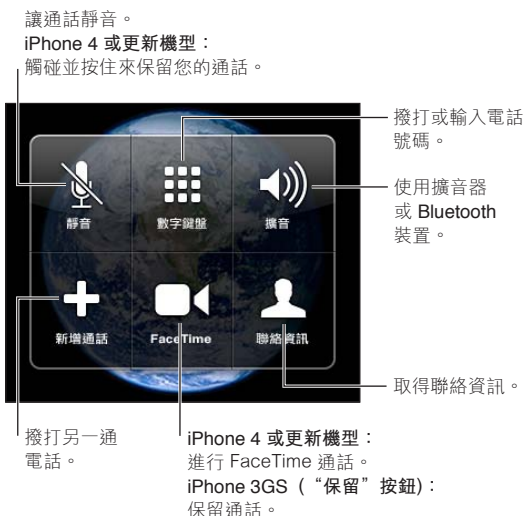 讓通話靜音。
iPhone 4 或更新機型：
觸碰並按住來保留您的通話。
撥打或輸入電話
號碼。
使用擴音器
或 Bluetooth
裝置。
靜音
數字鍵盤
擴音
新增通話
FaceTime
聯絡資訊
取得聯絡資訊。
撥打另一通
電話。
iPhone 4 或更新機型：
進行 FaceTime 通話。
iPhone 3GS（“保留”按鈕)：
保留通話。